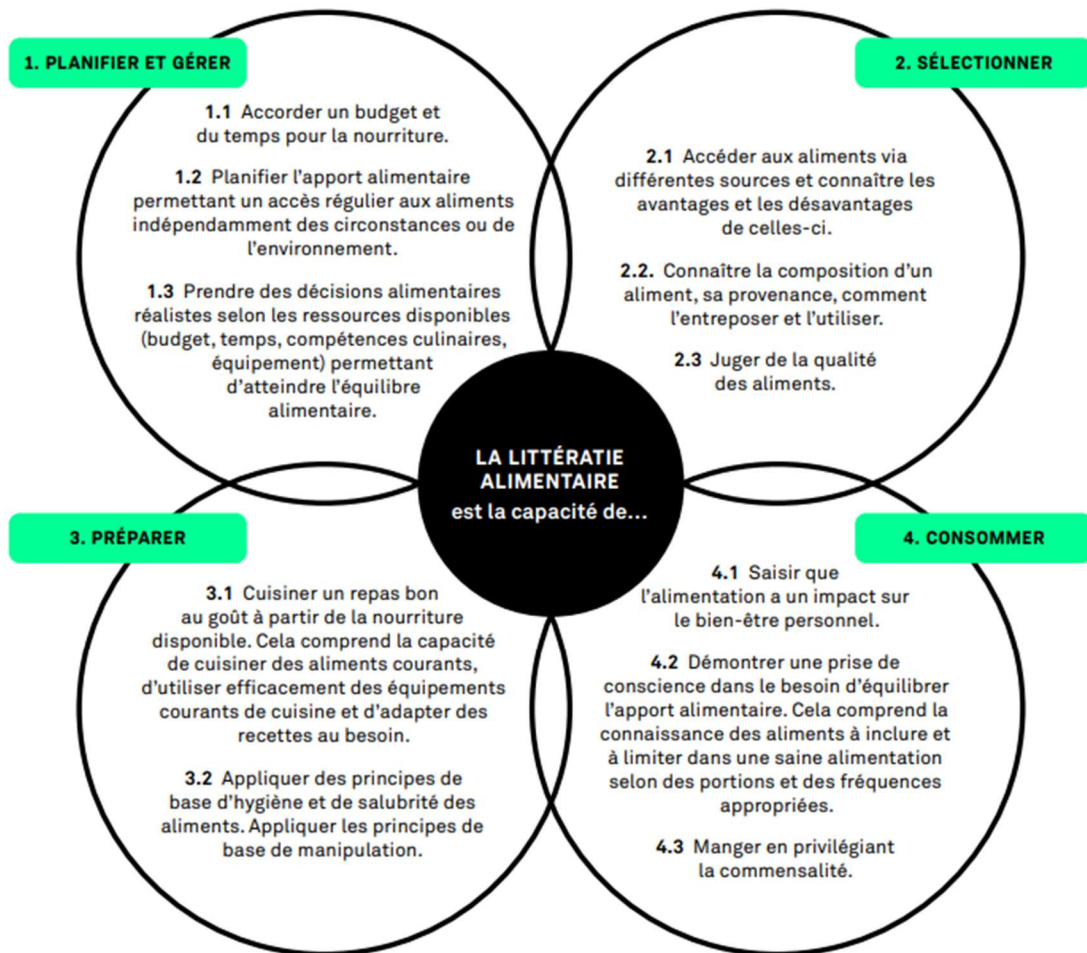 1. PLANIFIER ET GÉRER
1.1 Accorder un budget et
du temps pour la nourriture.
1.2 Planifier l’apport alimentaire
permettant un accès régulier aux aliments
indépendamment des circonstances ou de
l’environnement.
1.3 Prendre des décisions alimentaires
réalistes selon les ressources disponibles
(budget, temps, compétences culinaires,
équipement) permettant
d’atteindre l’équilibre
alimentaire.
2. SÉLECTIONNER
2.1 Accéder aux aliments via
différentes sources et connaître les
avantages et les désavantages
de celles-ci.
2.2. Connaître la composition d’un
aliment, sa provenance, comment
l’entreposer et l’utiliser.
2.3 Juger de la qualité
des aliments.
LA LITTÉRATIE
ALIMENTAIRE
est la capacité de...
3. PRÉPARER
3.1 Cuisiner un repas bon
au goût à partir de la nourriture
disponible. Cela comprend la capacité
de cuisiner des aliments courants,
d’utiliser efficacement des équipements
courants de cuisine et d’adapter des
recettes au besoin.
3.2 Appliquer des principes de
base d’hygiène et de salubrité des
aliments. Appliquer les principes de
base de manipulation.
4. CONSOMMER
4.1 Saisir que
l’alimentation a un impact sur
le bien-être personnel.
4.2 Démontrer une prise de
conscience dans le besoin d’équilibrer
l’apport alimentaire. Cela comprend la
connaissance des aliments à inclure et
à limiter dans une saine alimentation
selon des portions et des fréquences
appropriées.
4.3 Manger en privilégiant
la commensalité.